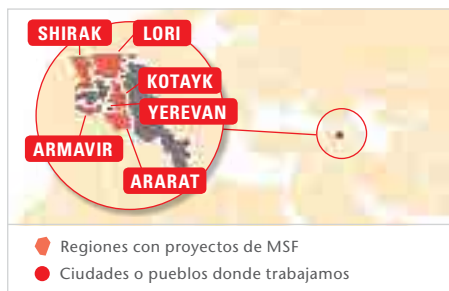 SHIRAK
LORI
KOTAYK
YEREVAN
ARMAVIR
ARARAT
Regiones con proyectos de MSF
Ciudades o pueblos donde trabajamos